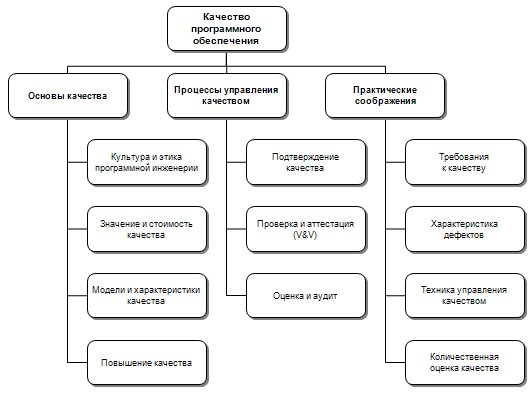 Качество
программного
обеспечения
Основы качества
Процессы управления
качеством
Практические
соображения
Культура и этика
программной инженерии
Значение и стоимость
качества
Модели и характеристики
качества
Повышение качества
Подтверждение
качества
Проверка и аттестация
(V&V)
Оценка и аудит
Требования
к качеству
Характеристика
дефектов
Техника управления
качеством
Количественная
оценка качества